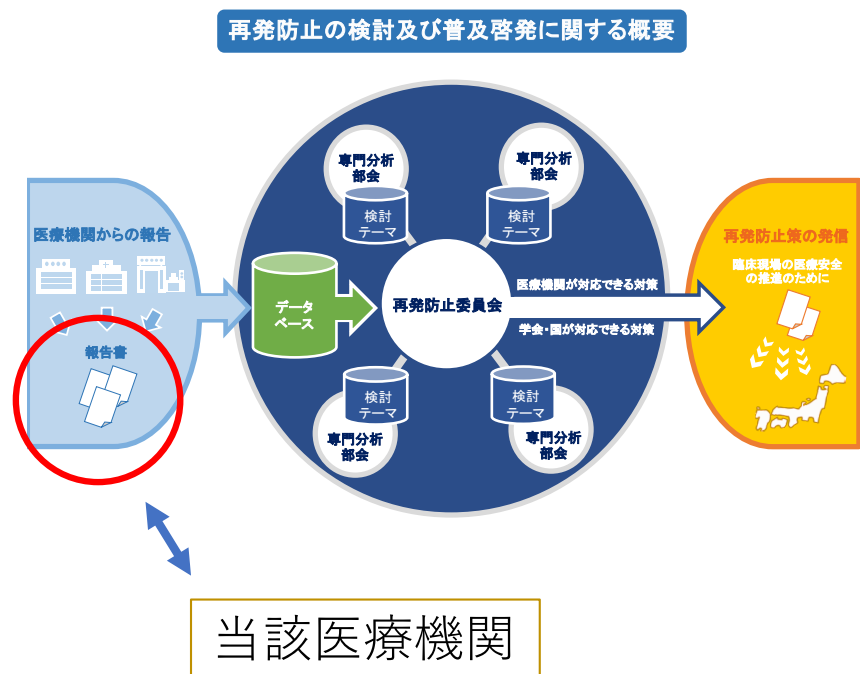 再発防止の検討及び普及啓発に関する概要
専門分析
部会
検討
テーマ
専門分析
部会
検討
テーマ
医療機関からの報告
報告書
データ
ベース
再発防止委員会
医療機関が対応できる対策
学会・国が対応できる対策
再発防止策の発信
臨床現場の医療安全
の推進のために
検討
テーマ
専門分析
部会
検討
テーマ
専門分析
部会
当該医療機関